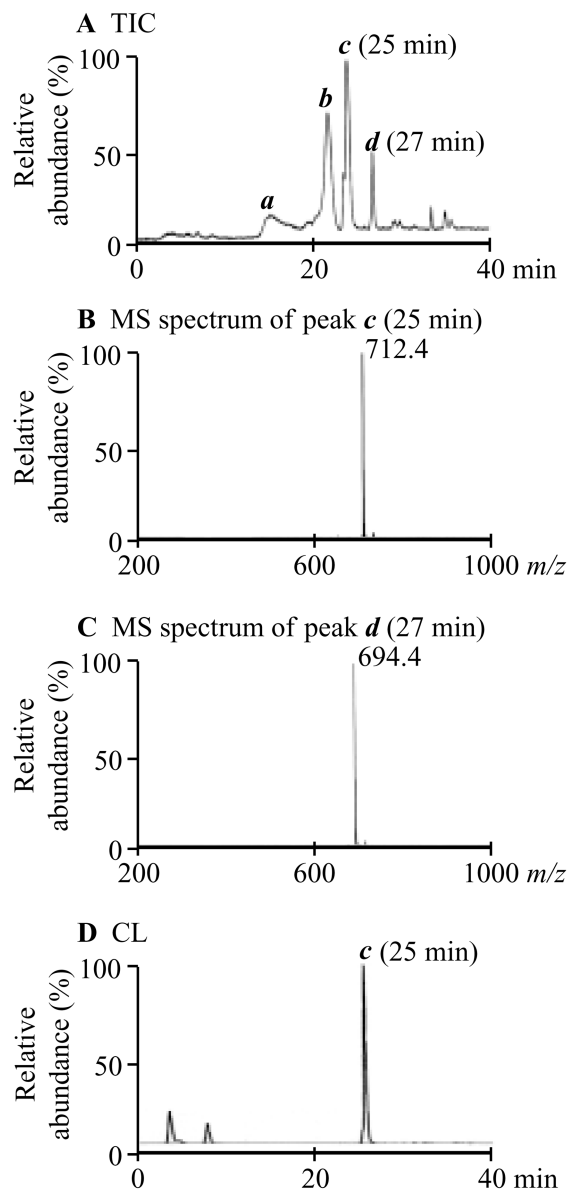 A TIC
Relative
abundance (%)
100
50
0
a
b
c (25 min)
d (27 min)
0 20 40 min
B MS spectrum of peak c (25 min)
Relative
abundance (%)
100
50
0
712.4
200 600 1000 m/z
C MS spectrum of peak d (27 min)
Relative
abundance (%)
100
50
0
694.4
200 600 1000 m/z
D CL
Relative
abundance (%)
100
50
0
c (25 min)
0 20 40 min